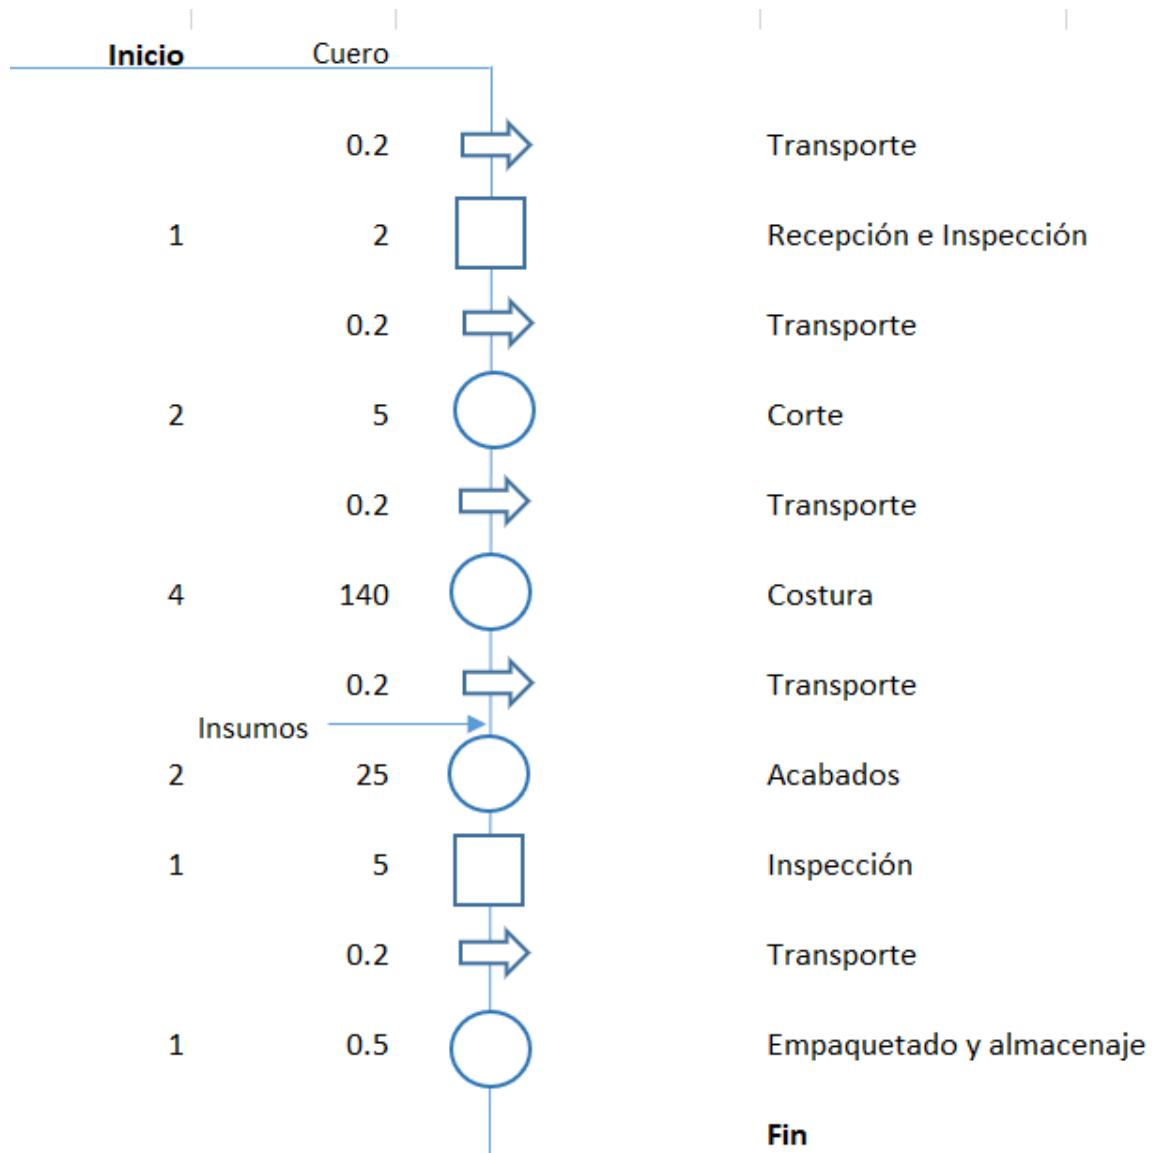 Inicio Cuero
0.2 Transporte
1 2 Recepción e Inspección
0.2 Transporte
2 5 Corte
0.2 Transporte
4 140 Costura
0.2 Transporte
Insumos
2 25 Acabados
1 5 Inspección
0.2 Transporte
1 0.5 Empaquetado y almacenaje
Fin